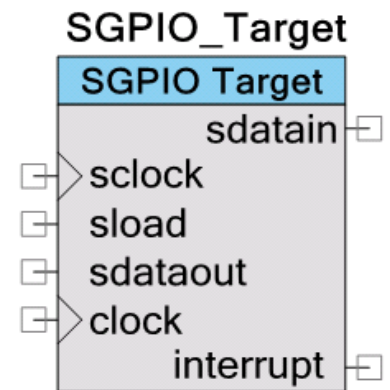 SGPIO_Target
SGPIO Target
sdatain
sclock
sload
sdataout
clock
interrupt